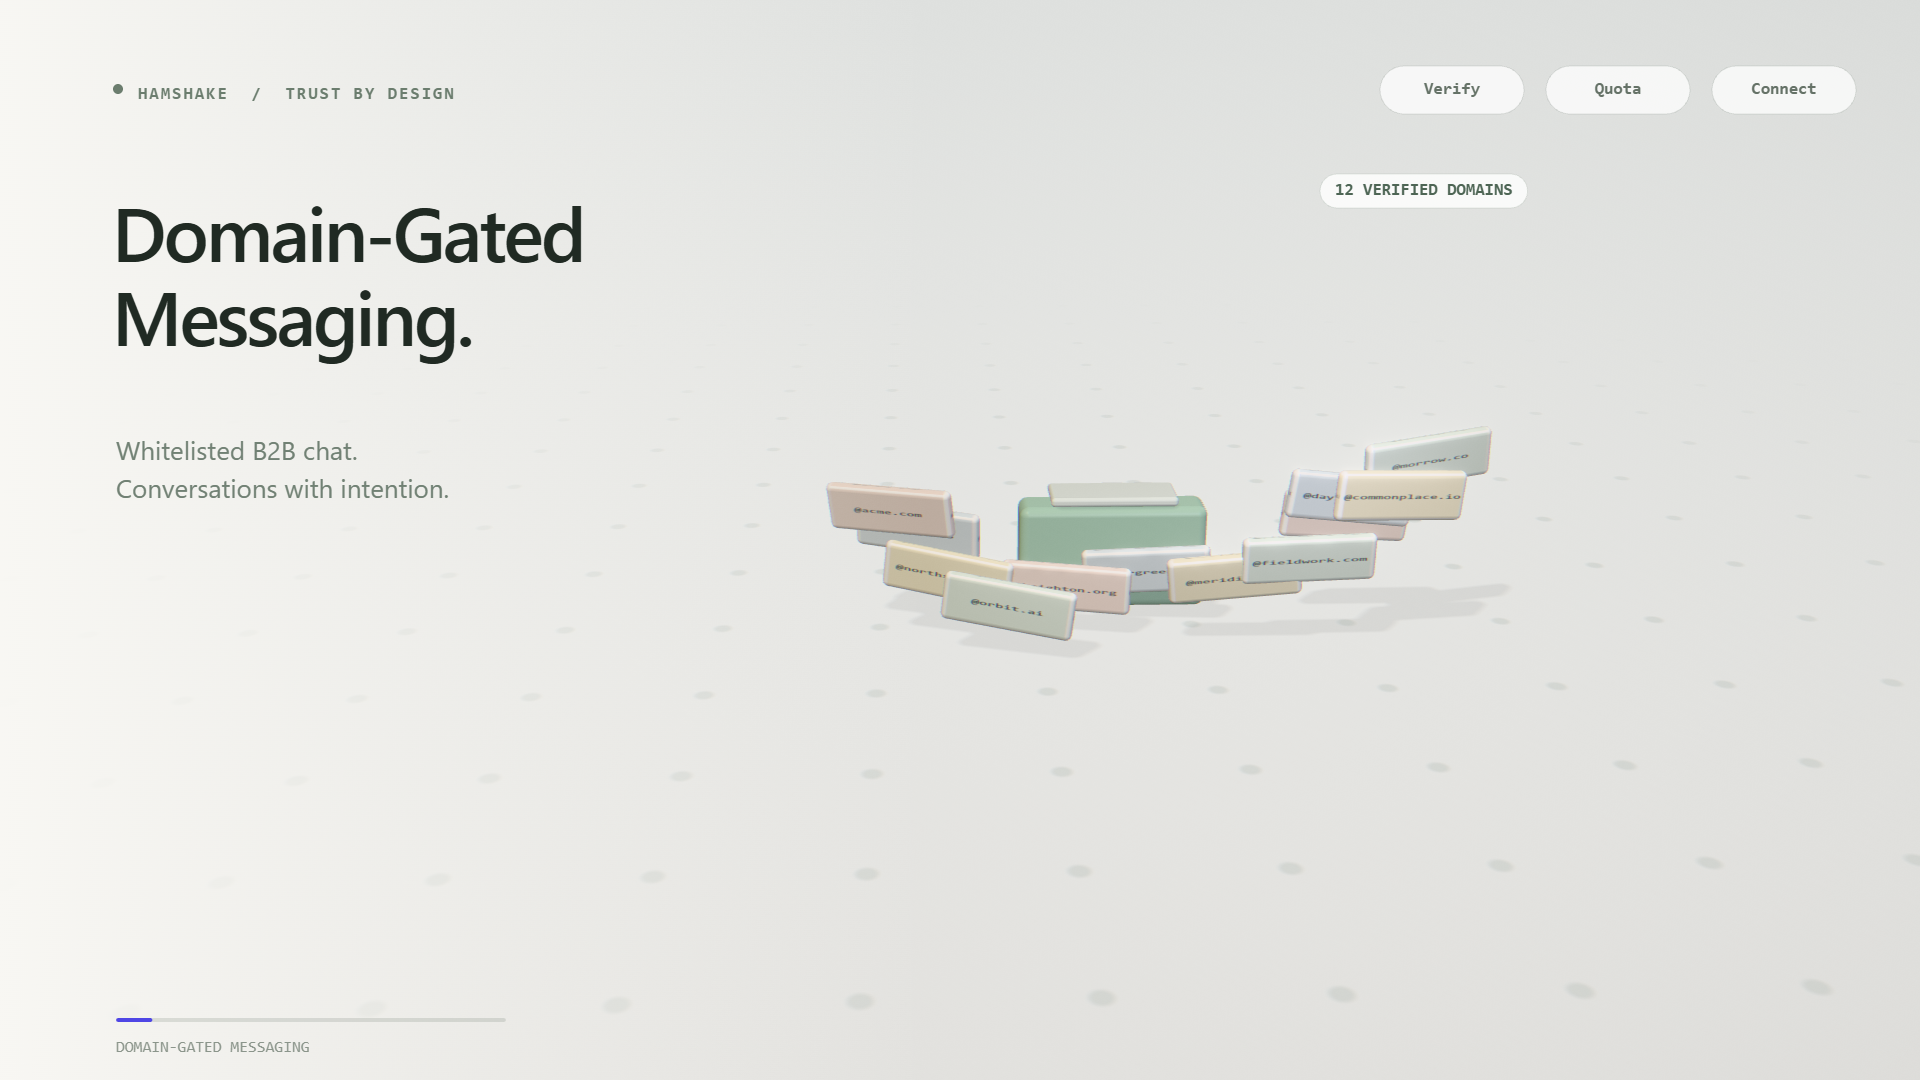 HAMSHAKE / TRUST BY DESIGN
Verify
Quota
Connect
12 VERIFIED DOMAINS
Domain-Gated
Messaging.
Whitelisted B2B chat.
Conversations with intention.
@morrow.co
@commonplace.io
@acme.com
@fieldwork.com
@orbit.ai
DOMAIN-GATED MESSAGING